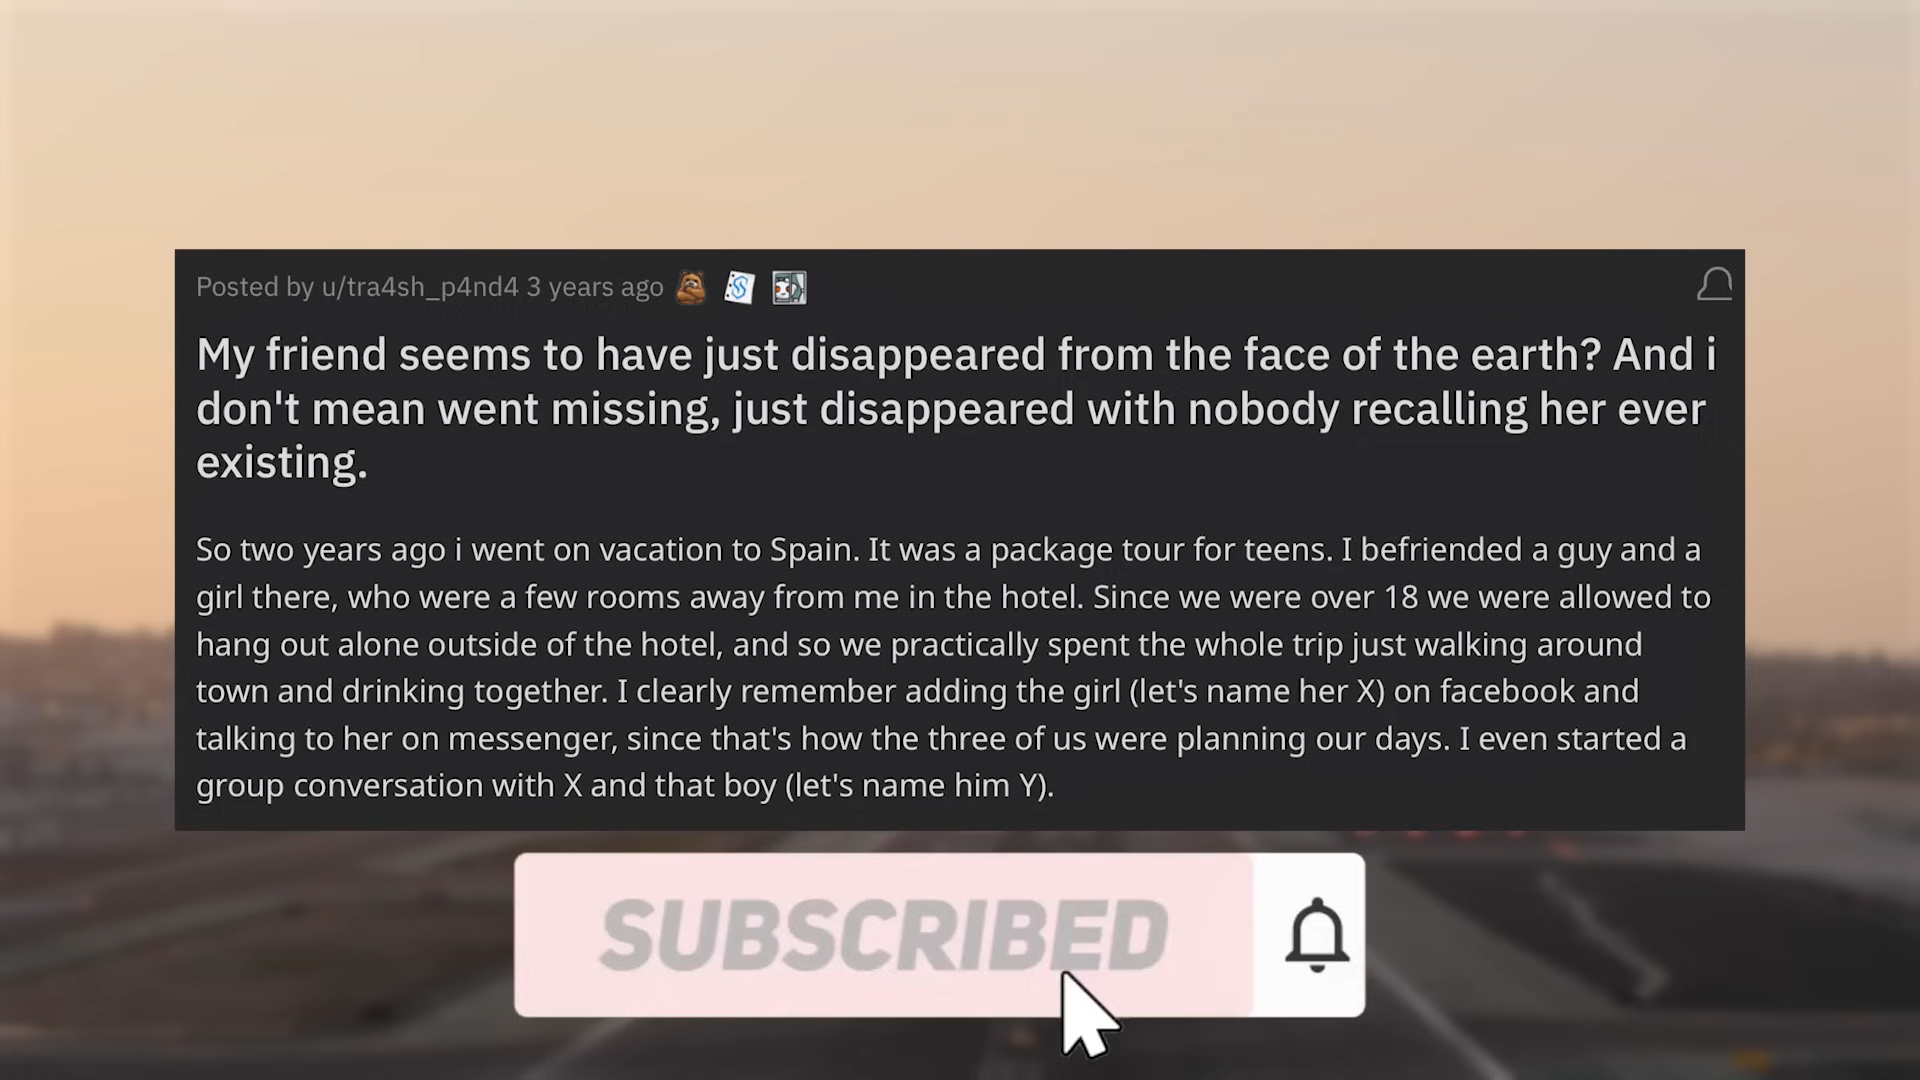 Posted by u/tra4sh_p4nd4 3 years ago
My friend seems to have just disappeared from the face of the earth? And i
don't mean went missing, just disappeared with nobody recalling her ever
existing.
So two years ago i went on vacation to Spain. It was a package tour for teens. I befriended a guy and a
girl there, who were a few rooms away from me in the hotel. Since we were over 18 we were allowed to
hang out alone outside of the hotel, and so we practically spent the whole trip just walking around
town and drinking together. I clearly remember adding the girl (let's name her X) on facebook and
talking to her on messenger, since that's how the three of us were planning our days. I even started a
group conversation with X and that boy (let's name him Y).
SUBSCRIBED